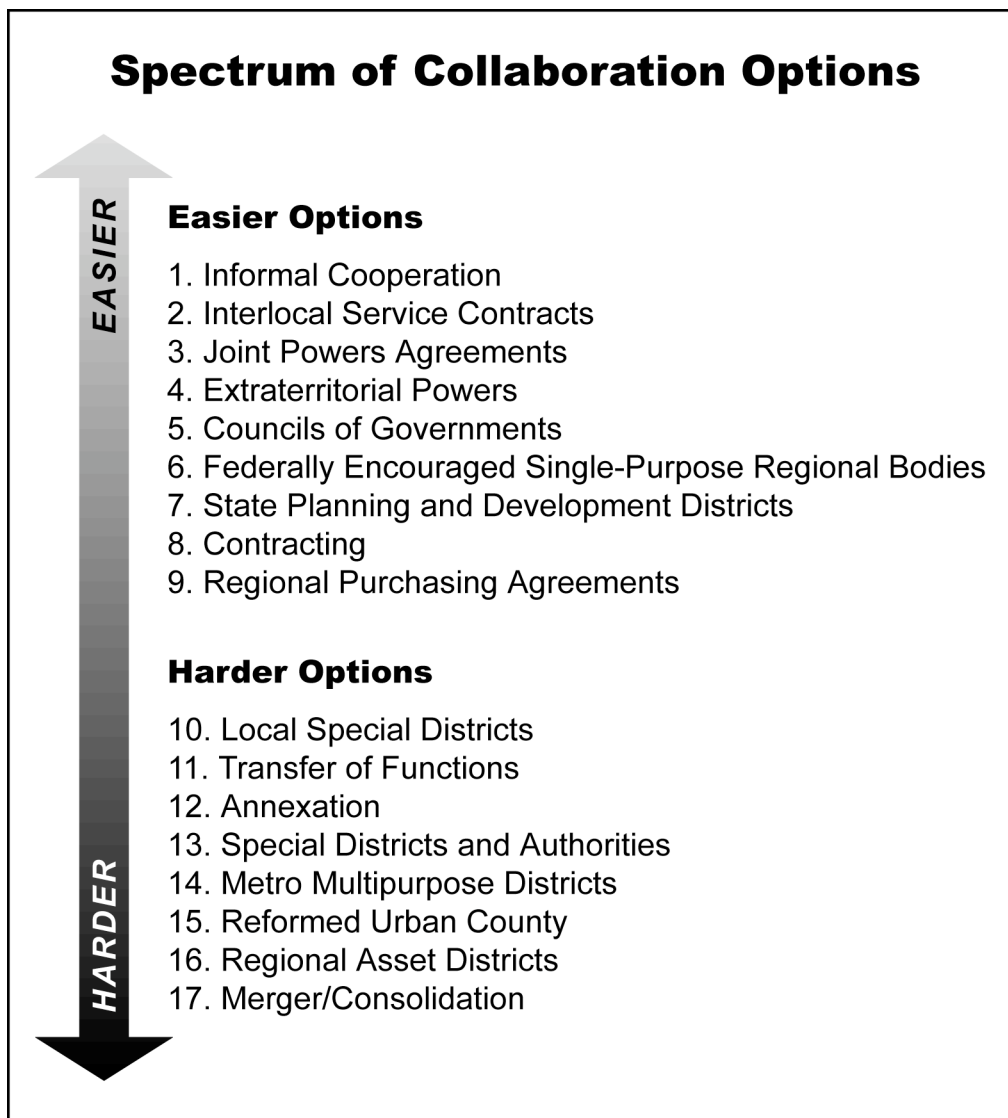 Spectrum of Collaboration Options
EASIER
Easier Options
1. Informal Cooperation
2. Interlocal Service Contracts
3. Joint Powers Agreements
4. Extraterritorial Powers
5. Councils of Governments
6. Federally Encouraged Single-Purpose Regional Bodies
7. State Planning and Development Districts
8. Contracting
9. Regional Purchasing Agreements
Harder Options
10. Local Special Districts
11. Transfer of Functions
12. Annexation
13. Special Districts and Authorities
14. Metro Multipurpose Districts
15. Reformed Urban County
16. Regional Asset Districts
17. Merger/Consolidation
HARDER